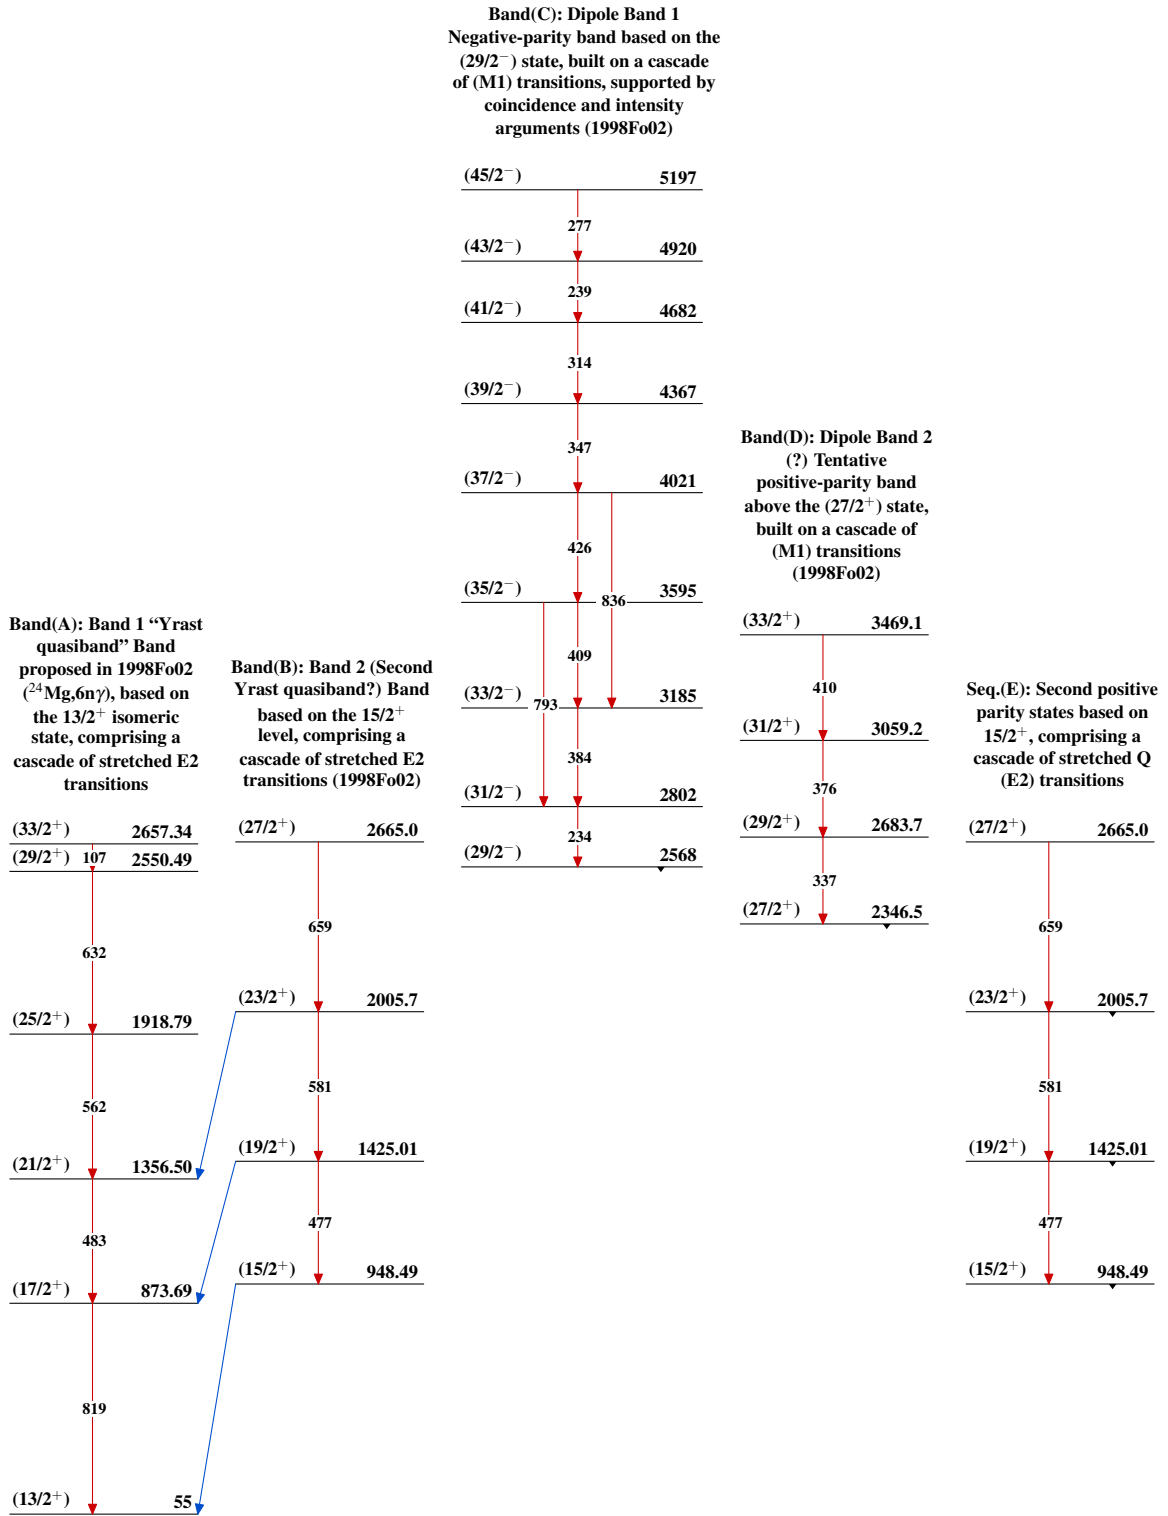 Band(C): Dipole Band 1
Negative-parity band based on the
(29/2⁻) state, built on a cascade
of (M1) transitions, supported by
coincidence and intensity
arguments (1998Fo02)
(45/2⁻) 5197
277
(43/2⁻) 4920
239
(41/2⁻) 4682
314
(39/2⁻) 4367
347
(37/2⁻) 4021
426
836
(35/2⁻) 3595
409
793
(33/2⁻) 3185
384
(31/2⁻) 2802
234
(29/2⁻) 2568
Band(D): Dipole Band 2
(?) Tentative
positive-parity band
above the (27/2⁺) state,
built on a cascade of
(M1) transitions
(1998Fo02)
(33/2⁺) 3469.1
410
(31/2⁺) 3059.2
376
(29/2⁺) 2683.7
337
(27/2⁺) 2346.5
Band(A): Band 1 “Yrast
quasiband” Band
proposed in 1998Fo02
(²⁴Mg,6nγ), based on
the 13/2⁺ isomeric
state, comprising a
cascade of stretched E2
transitions
(33/2⁺) 2657.34
107
(29/2⁺) 2550.49
632
(25/2⁺) 1918.79
562
(21/2⁺) 1356.50
483
(17/2⁺) 873.69
819
(13/2⁺) 55
Band(B): Band 2 (Second
Yrast quasiband?) Band
based on the 15/2⁺
level, comprising a
cascade of stretched E2
transitions (1998Fo02)
(27/2⁺) 2665.0
659
(23/2⁺) 2005.7
581
(19/2⁺) 1425.01
477
(15/2⁺) 948.49
Seq.(E): Second positive
parity states based on
15/2⁺, comprising a
cascade of stretched Q
(E2) transitions
(27/2⁺) 2665.0
659
(23/2⁺) 2005.7
581
(19/2⁺) 1425.01
477
(15/2⁺) 948.49